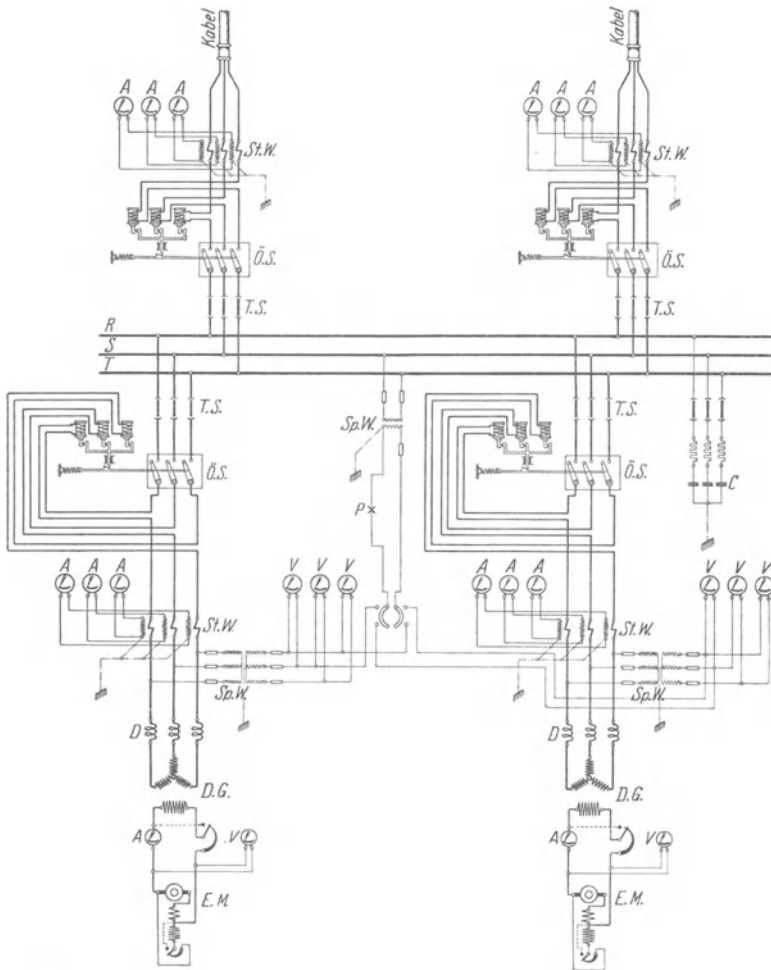 Kabel
Kabel
A A A
A A A
St.W.
St.W.
Ö.S.
Ö.S.
T.S.
T.S.
R
S
T
T.S.
T.S.
Sp.W.
Ö.S.
Ö.S.
C
P
A A A
V V V
A A A
V V V
St.W.
St.W.
Sp.W.
Sp.W.
D
D
D.G.
D.G.
A
V
A
V
E.M.
E.M.